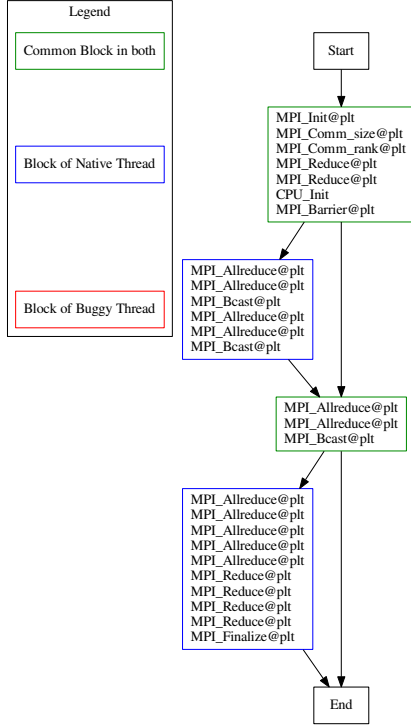 Legend
Common Block in both
Block of Native Thread
Block of Buggy Thread
Start
MPI_Init@plt
MPI_Comm_size@plt
MPI_Comm_rank@plt
MPI_Reduce@plt
MPI_Reduce@plt
CPU_Init
MPI_Barrier@plt
MPI_Allreduce@plt
MPI_Allreduce@plt
MPI_Bcast@plt
MPI_Allreduce@plt
MPI_Allreduce@plt
MPI_Bcast@plt
MPI_Allreduce@plt
MPI_Allreduce@plt
MPI_Bcast@plt
MPI_Allreduce@plt
MPI_Allreduce@plt
MPI_Allreduce@plt
MPI_Allreduce@plt
MPI_Allreduce@plt
MPI_Reduce@plt
MPI_Reduce@plt
MPI_Reduce@plt
MPI_Reduce@plt
MPI_Finalize@plt
End